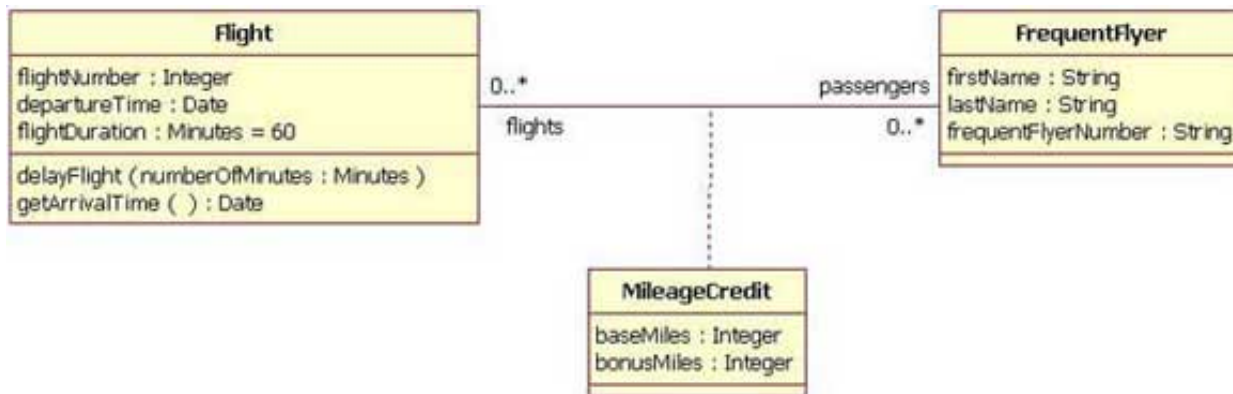 Flight
flightNumber : Integer
departureTime : Date
flightDuration : Minutes = 60
delayFlight ( numberOfMinutes : Minutes )
getArrivalTime ( ) : Date
0..*
flights
passengers
0..*
FrequentFlyer
firstName : String
lastName : String
frequentFlyerNumber : String
MileageCredit
baseMiles : Integer
bonusMiles : Integer